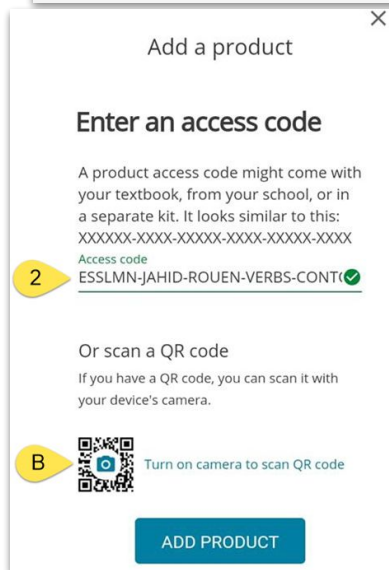 Add a product
Enter an access code
A product access code might come with
your textbook, from your school, or in
a separate kit. It looks similar to this:
XXXXXX-XXXX-XXXXX-XXXX-XXXXX-XXXX
Access code
2
ESSLMN-JAHID-ROUEN-VERBS-CONT
Or scan a QR code
If you have a QR code, you can scan it with
your device's camera.
B
Turn on camera to scan QR code
ADD PRODUCT